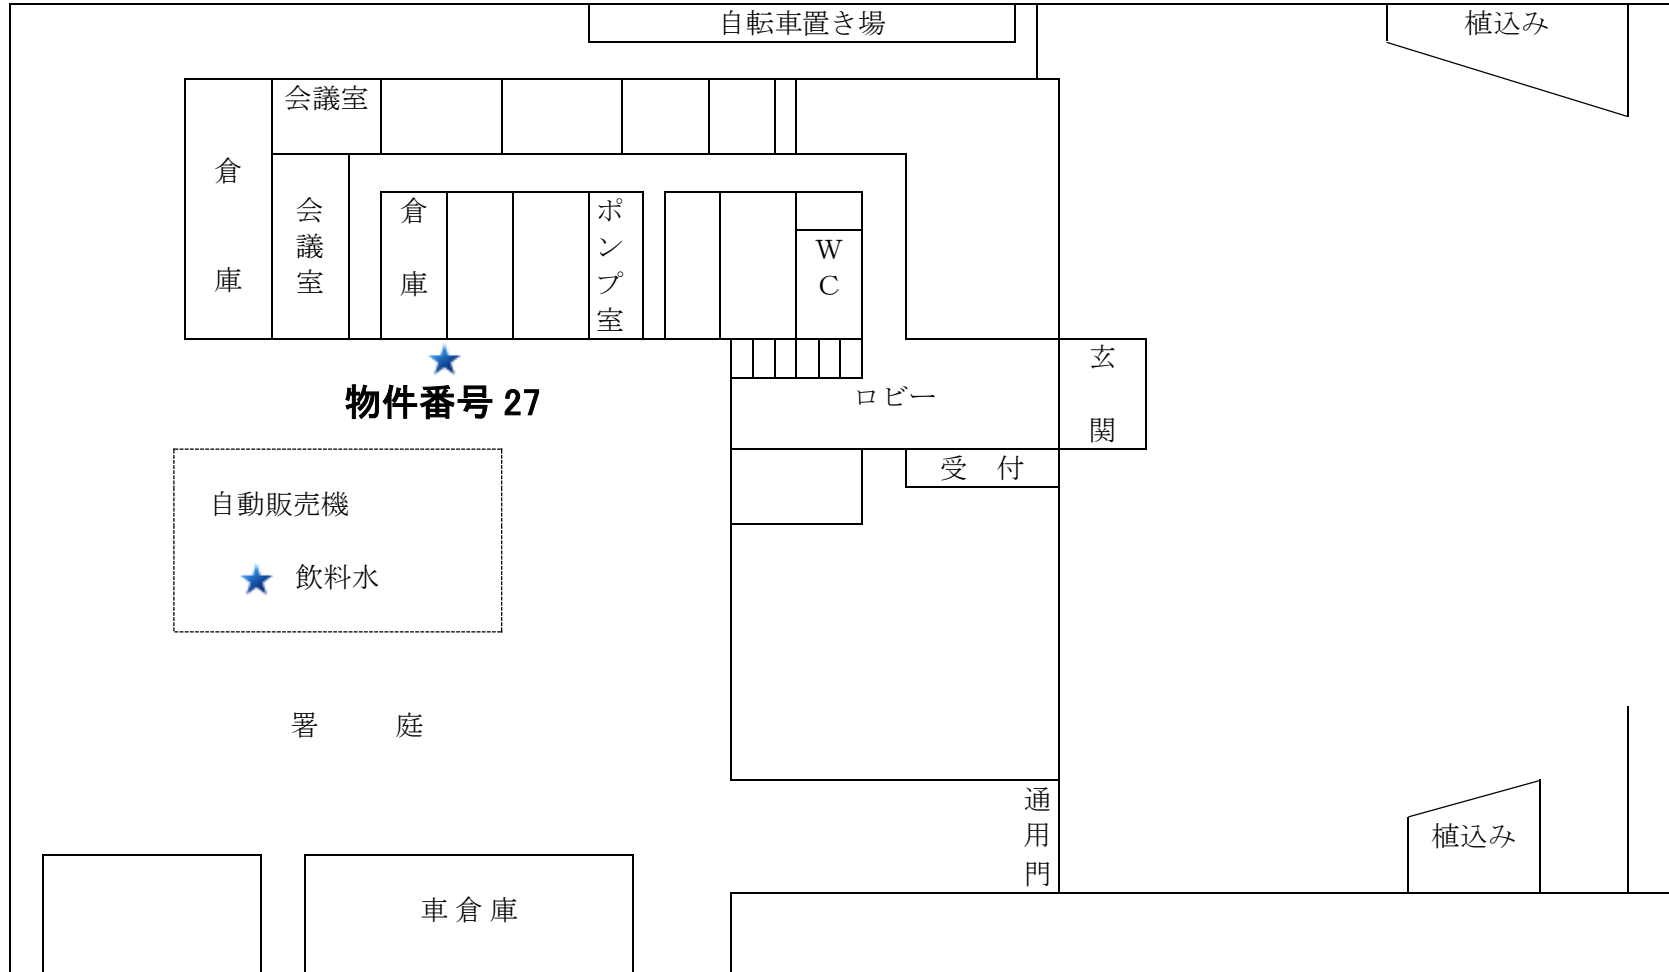 自転車置き場
植込み
会議室
倉庫
会議室
倉庫
ポンプ室
WC
物件番号 27
玄関
ロビー
受　付
自動販売機
★ 飲料水
署　庭
通用門
植込み
車倉庫